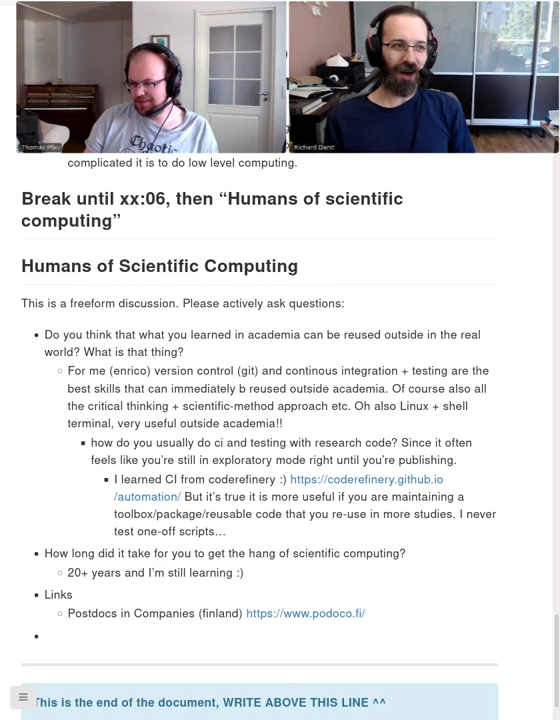 Chaotic
Thomas Pfau
Richard Darst
complicated it is to do low level computing.
Break until xx:06, then “Humans of scientific
computing”
Humans of Scientific Computing
This is a freeform discussion. Please actively ask questions:
• Do you think that what you learned in academia can be reused outside in the real
world? What is that thing?
◦ For me (enrico) version control (git) and continous integration + testing are the
best skills that can immediately b reused outside academia. Of course also all
the critical thinking + scientific-method approach etc. Oh also Linux + shell
terminal, very useful outside academia!!
▪ how do you usually do ci and testing with research code? Since it often
feels like you’re still in exploratory mode right until you’re publishing.
▪ I learned CI from coderefinery :) https://coderefinery.github.io
/automation/ But it’s true it is more useful if you are maintaining a
toolbox/package/reusable code that you re-use in more studies. I never
test one-off scripts…
• How long did it take for you to get the hang of scientific computing?
◦ 20+ years and I’m still learning :)
• Links
◦ Postdocs in Companies (finland) https://www.podoco.fi/
•
This is the end of the document, WRITE ABOVE THIS LINE ^^